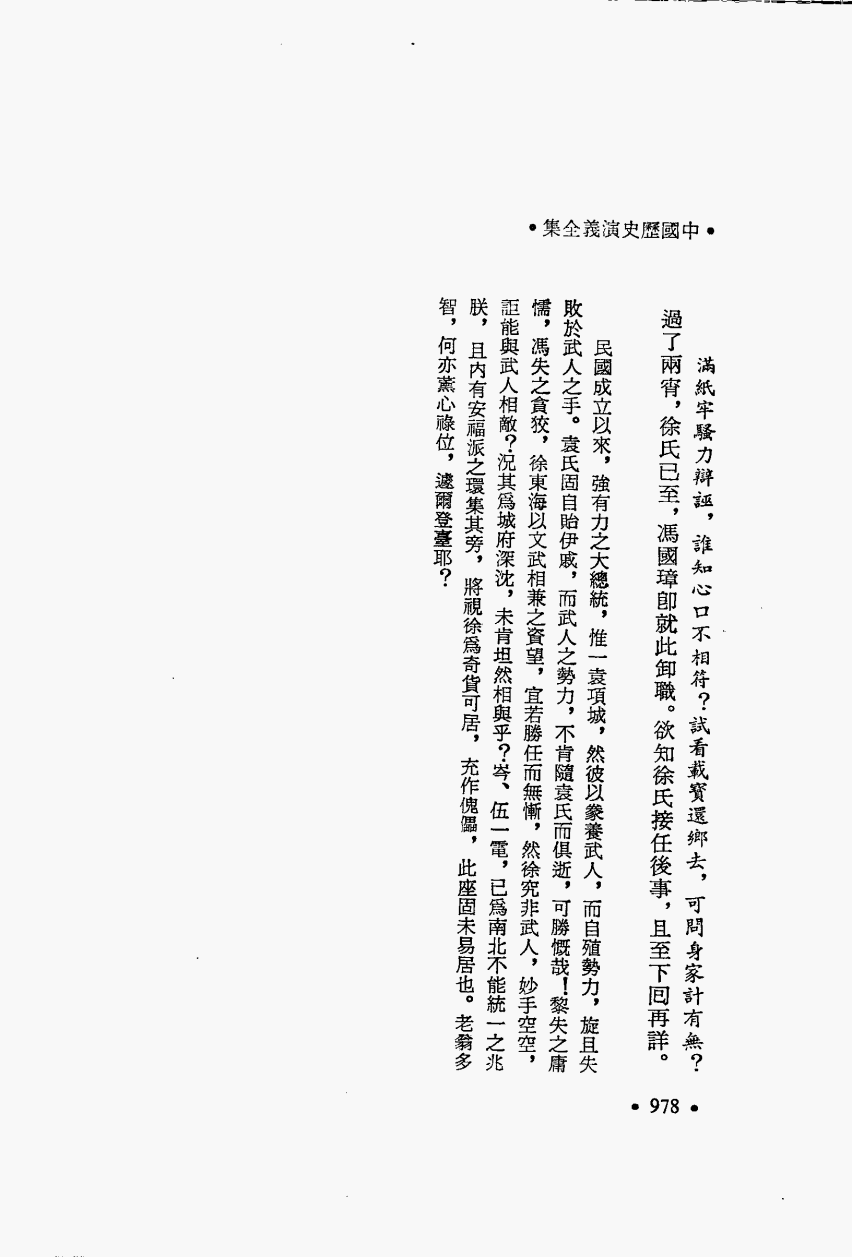 •中國歷史演義全集•
滿紙牢騷力辯誣，誰知心口不相符？試看載寶還鄉去，可問身家計有無？
過了兩宵，徐氏已至，馮國璋卽就此卸職。欲知徐氏接任後事，且至下回再詳。
民國成立以來，強有力之大總統，惟一袁項城，然彼以豢養武人，而自殖勢力，旋且失
敗於武人之手。袁氏固自貽伊戚，而武人之勢力，不肯隨袁氏而俱逝，可勝慨哉！黎失之庸
懦，馮失之貪狡，徐東海以文武相兼之資望，宜若勝任而無慚，然徐究非武人，妙手空空，
詎能與武人相敵？況其爲城府深沈，未肯坦然相與乎？岑、伍一電，已爲南北不能統一之兆
朕，且內有安福派之環集其旁，將視徐爲奇貨可居，充作傀儡，此座固未易居也。老翁多
智，何亦薰心祿位，遽爾登臺耶？
•978•